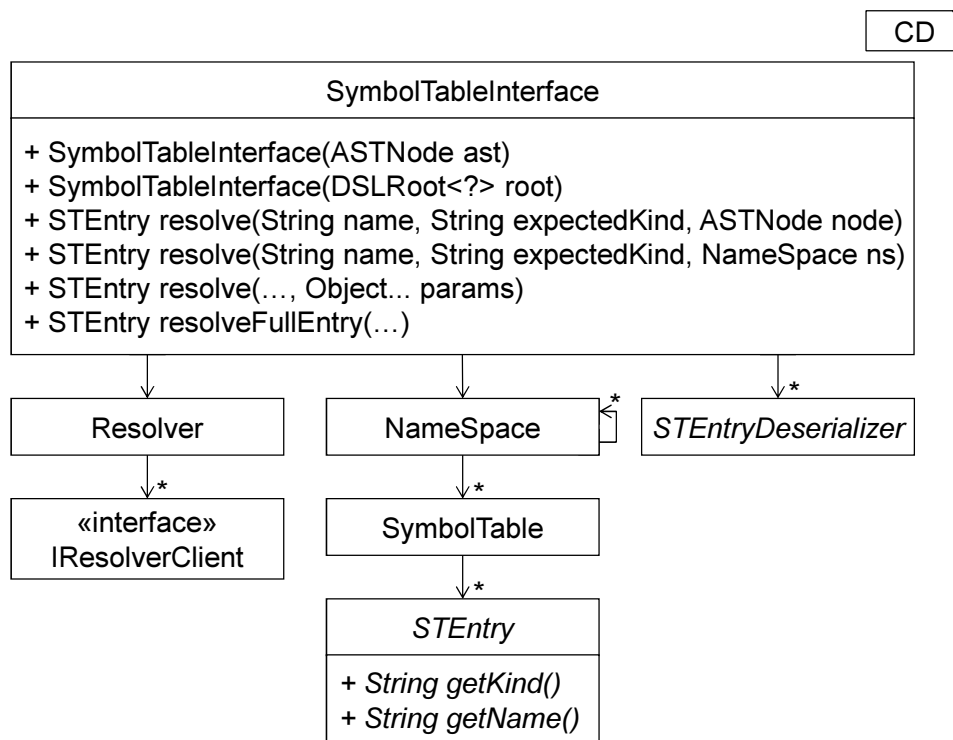 CD
SymbolTableInterface
+ SymbolTableInterface(ASTNode ast)
+ SymbolTableInterface(DSLRoot<?> root)
+ STEntry resolve(String name, String expectedKind, ASTNode node)
+ STEntry resolve(String name, String expectedKind, NameSpace ns)
+ STEntry resolve(…, Object... params)
+ STEntry resolveFullEntry(…)
*
*
Resolver
NameSpace
STEntryDeserializer
*
*
«interface»
IResolverClient
SymbolTable
*
STEntry
+ String getKind()
+ String getName()